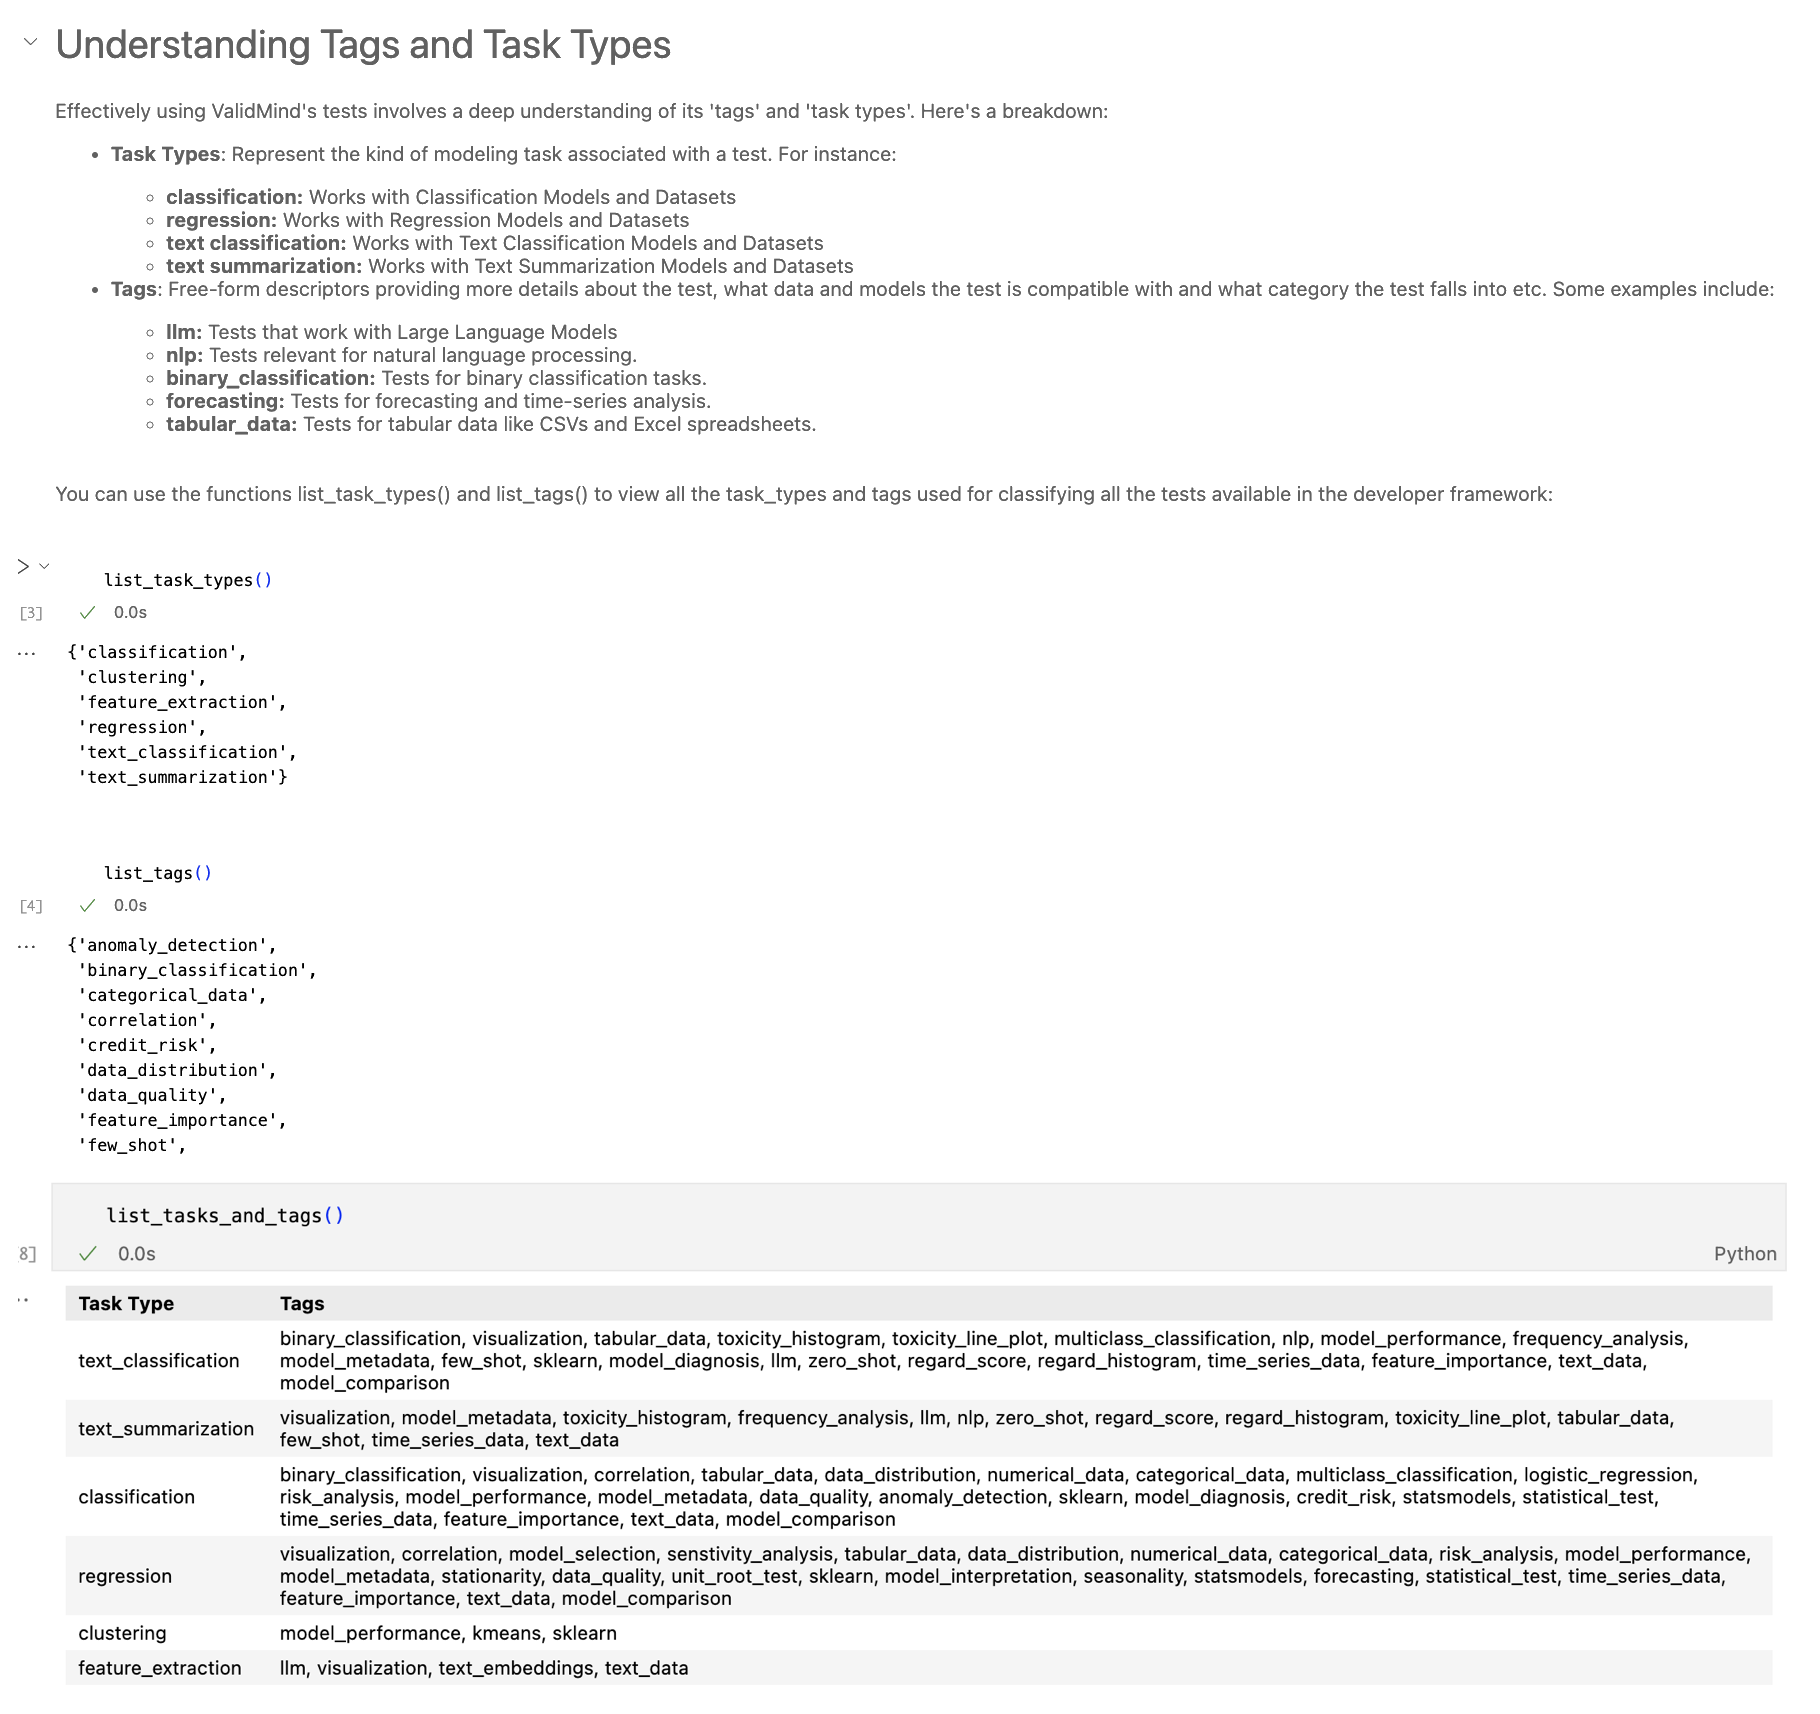 Understanding Tags and Task Types
Effectively using ValidMind's tests involves a deep understanding of its 'tags' and 'task types'. Here's a breakdown:
• Task Types: Represent the kind of modeling task associated with a test. For instance:
◦ classification: Works with Classification Models and Datasets
◦ regression: Works with Regression Models and Datasets
◦ text classification: Works with Text Classification Models and Datasets
◦ text summarization: Works with Text Summarization Models and Datasets
• Tags: Free-form descriptors providing more details about the test, what data and models the test is compatible with and what category the test falls into etc. Some examples include:
◦ llm: Tests that work with Large Language Models
◦ nlp: Tests relevant for natural language processing.
◦ binary_classification: Tests for binary classification tasks.
◦ forecasting: Tests for forecasting and time-series analysis.
◦ tabular_data: Tests for tabular data like CSVs and Excel spreadsheets.
You can use the functions list_task_types() and list_tags() to view all the task_types and tags used for classifying all the tests available in the developer framework:
list_task_types()
[3] ✓ 0.0s
... {'classification',
'clustering',
'feature_extraction',
'regression',
'text_classification',
'text_summarization'}
list_tags()
[4] ✓ 0.0s
... {'anomaly_detection',
'binary_classification',
'categorical_data',
'correlation',
'credit_risk',
'data_distribution',
'data_quality',
'feature_importance',
'few_shot',
list_tasks_and_tags()
8] ✓ 0.0s Python
Task Type Tags
text_classification
binary_classification, visualization, tabular_data, toxicity_histogram, toxicity_line_plot, multiclass_classification, nlp, model_performance, frequency_analysis,
model_metadata, few_shot, sklearn, model_diagnosis, llm, zero_shot, regard_score, regard_histogram, time_series_data, feature_importance, text_data,
model_comparison
text_summarization
visualization, model_metadata, toxicity_histogram, frequency_analysis, llm, nlp, zero_shot, regard_score, regard_histogram, toxicity_line_plot, tabular_data,
few_shot, time_series_data, text_data
classification
binary_classification, visualization, correlation, tabular_data, data_distribution, numerical_data, categorical_data, multiclass_classification, logistic_regression,
risk_analysis, model_performance, model_metadata, data_quality, anomaly_detection, sklearn, model_diagnosis, credit_risk, statsmodels, statistical_test,
time_series_data, feature_importance, text_data, model_comparison
regression
visualization, correlation, model_selection, senstivity_analysis, tabular_data, data_distribution, numerical_data, categorical_data, risk_analysis, model_performance,
model_metadata, stationarity, data_quality, unit_root_test, sklearn, model_interpretation, seasonality, statsmodels, forecasting, statistical_test, time_series_data,
feature_importance, text_data, model_comparison
clustering model_performance, kmeans, sklearn
feature_extraction llm, visualization, text_embeddings, text_data